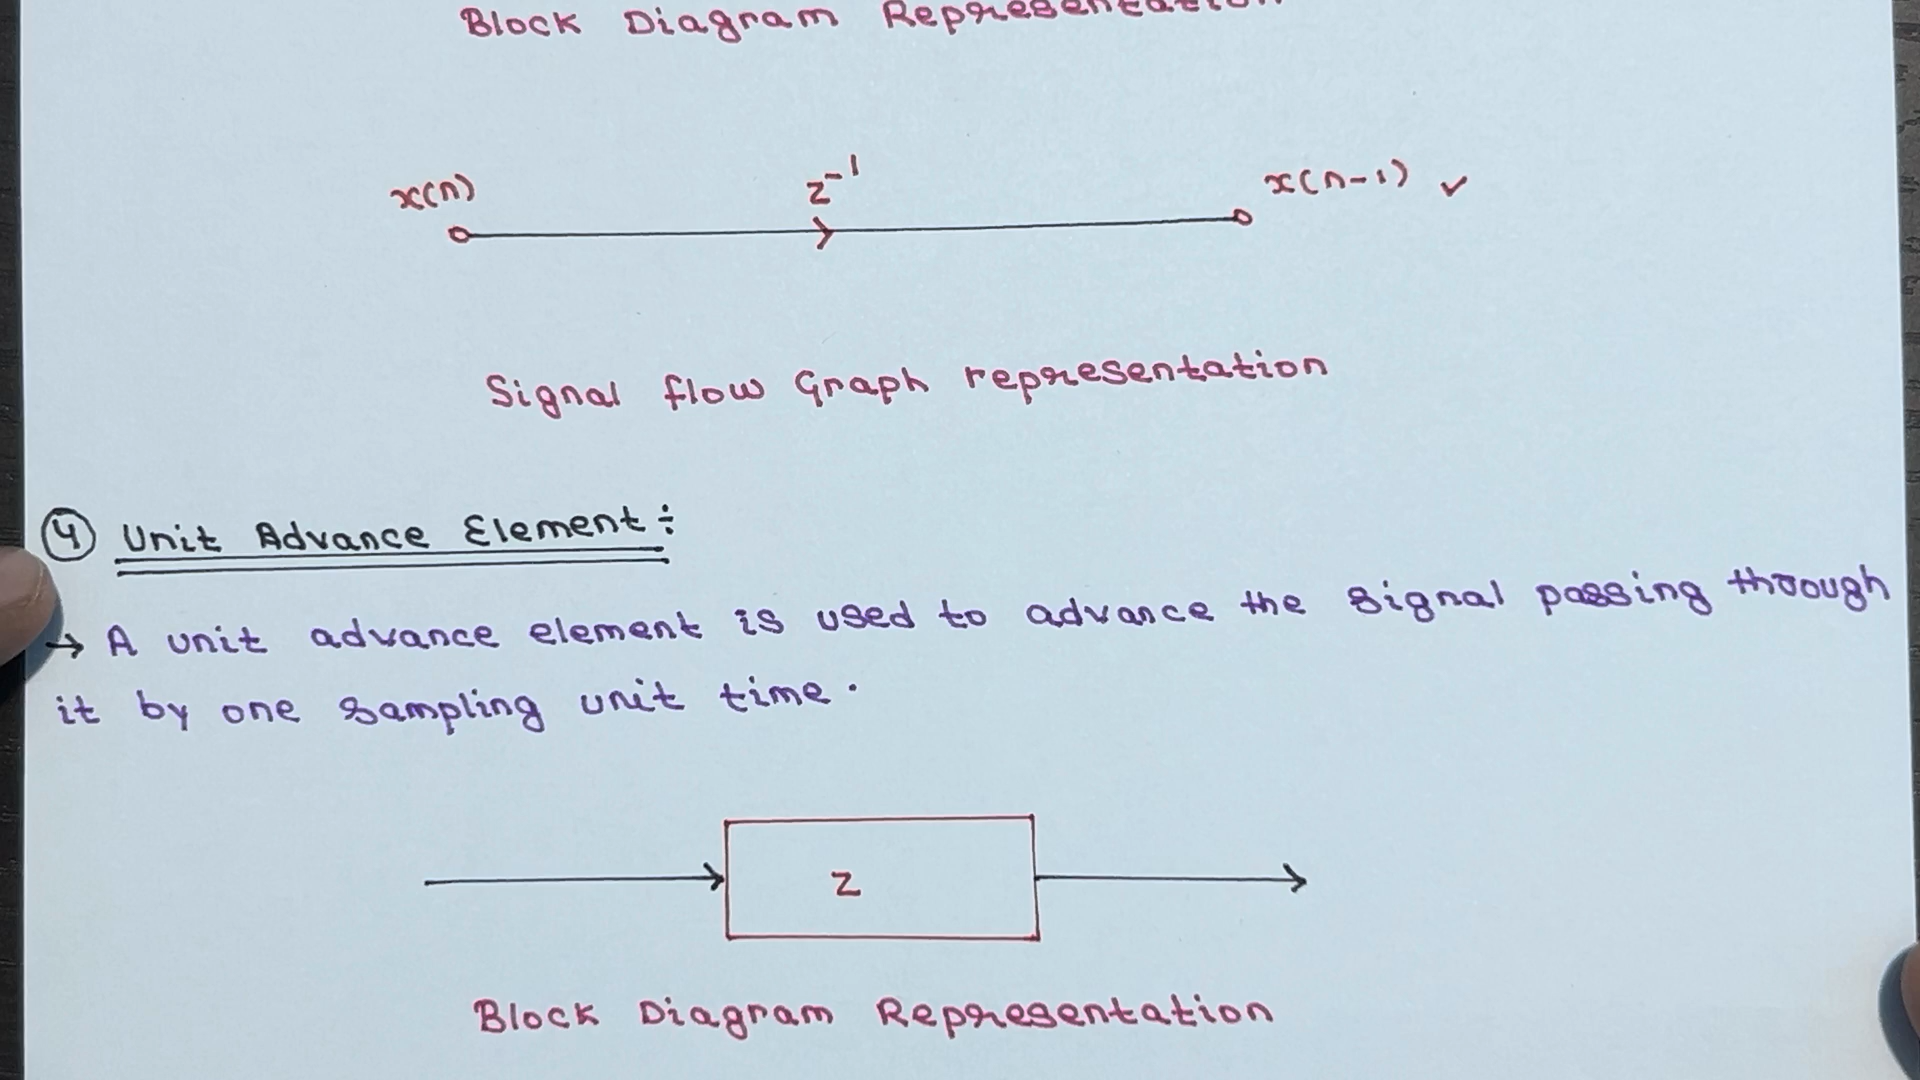 Block Diagram Representation
x(n) z⁻¹ x(n-1) ✓
Signal flow Graph representation
④ Unit Advance Element:
→ A unit advance element is used to advance the signal passing through
it by one sampling unit time.
z
Block Diagram Representation